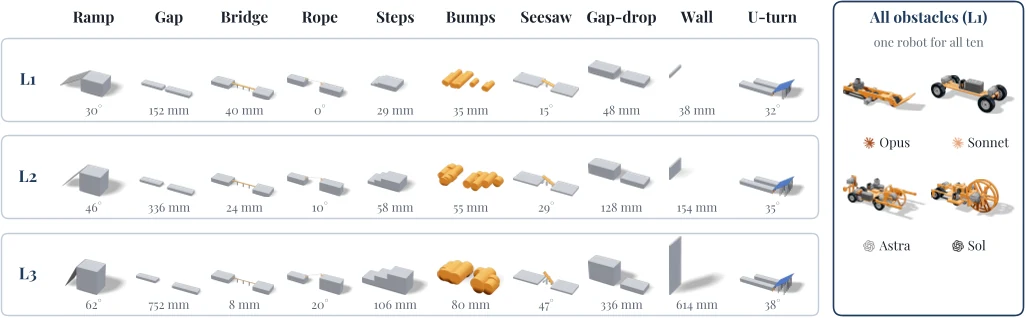 Ramp Gap Bridge Rope Steps Bumps Seesaw Gap-drop Wall U-turn
L1
30° 152 mm 40 mm 0° 29 mm 35 mm 15° 48 mm 38 mm 32°
L2
46° 336 mm 24 mm 10° 58 mm 55 mm 29° 128 mm 154 mm 35°
L3
62° 752 mm 8 mm 20° 106 mm 80 mm 47° 336 mm 614 mm 38°
All obstacles (L1)
one robot for all ten
Opus Sonnet
Astra Sol